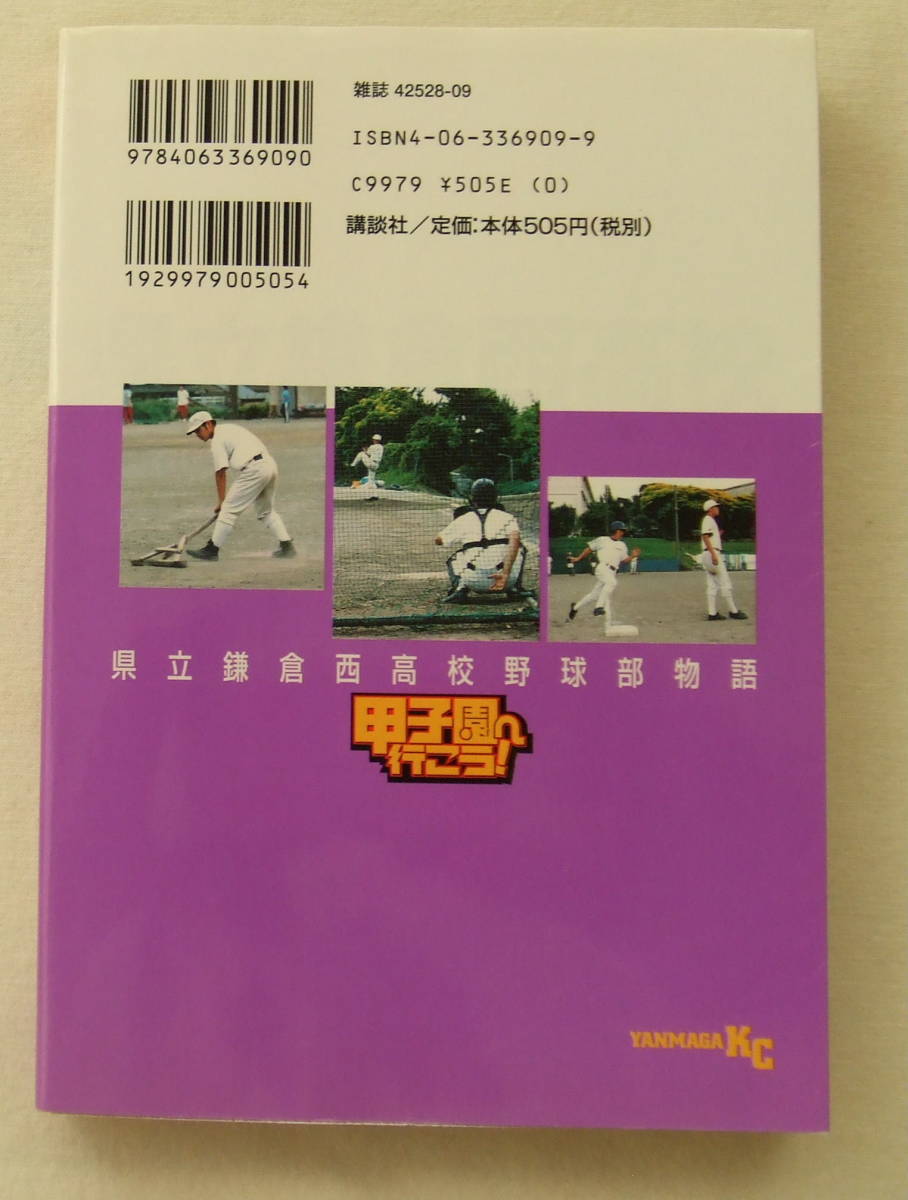 雑誌 42528-09
9784063369090
ISBN4-06-336909-9
C9979 ¥505E (0)
講談社／定価：本体505円（税別）
1929979005054
県立鎌倉西高校野球部物語
甲子園へ
行こう!
YANMAGA KC